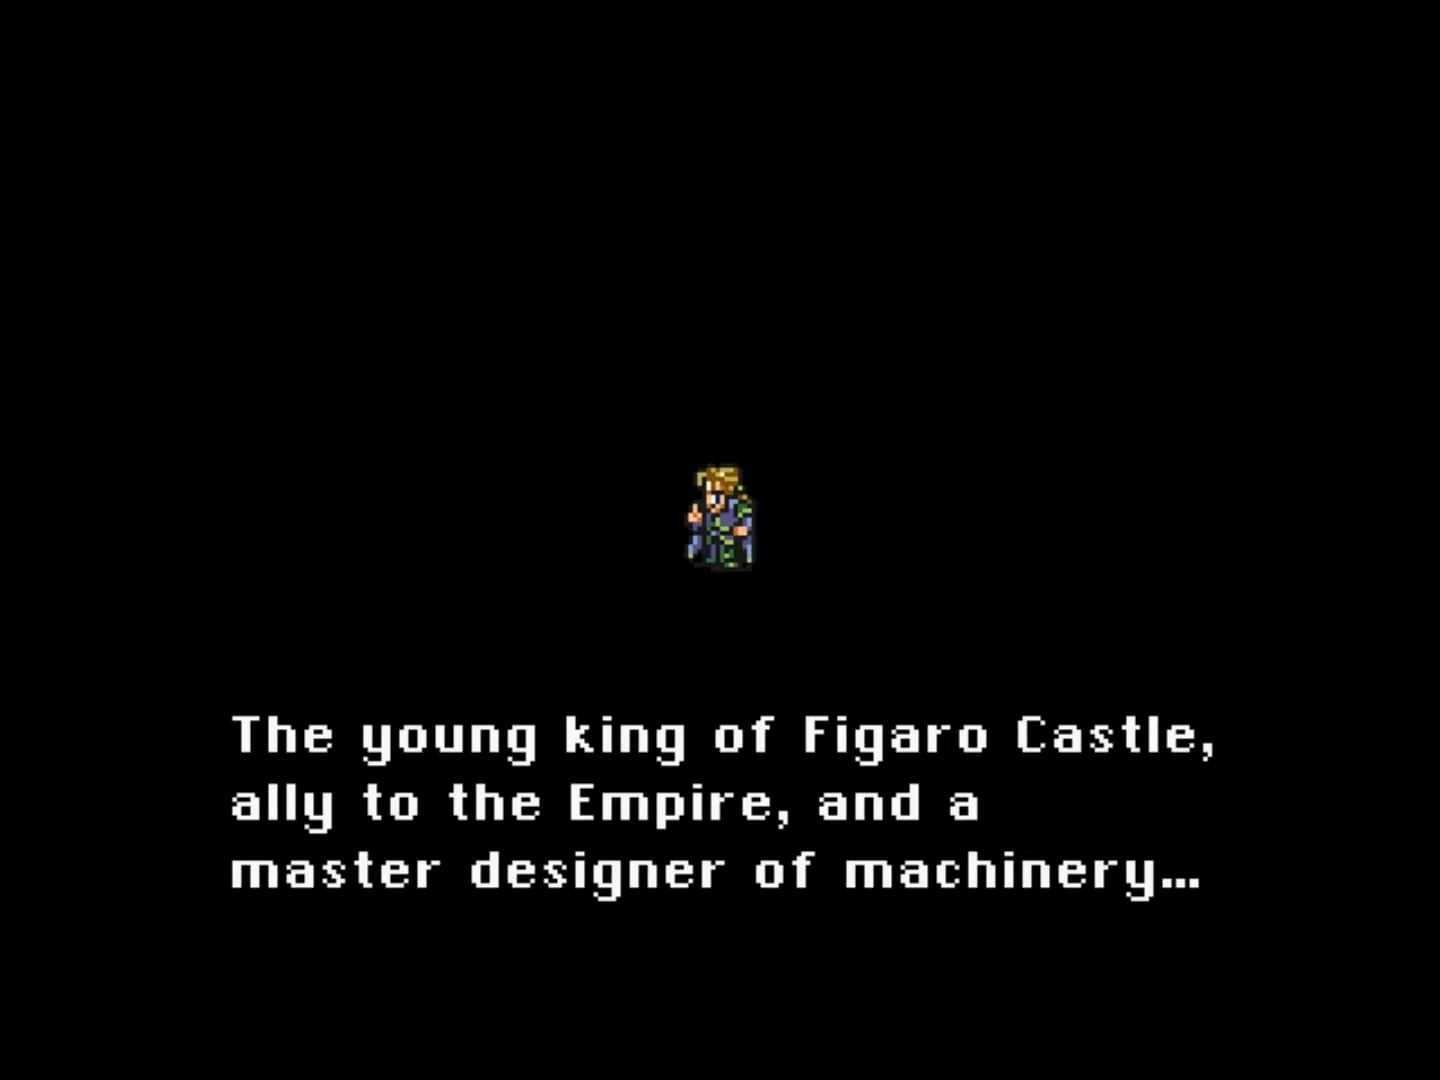 The young king of Figaro Castle,
ally to the Empire, and a
master designer of machinery…